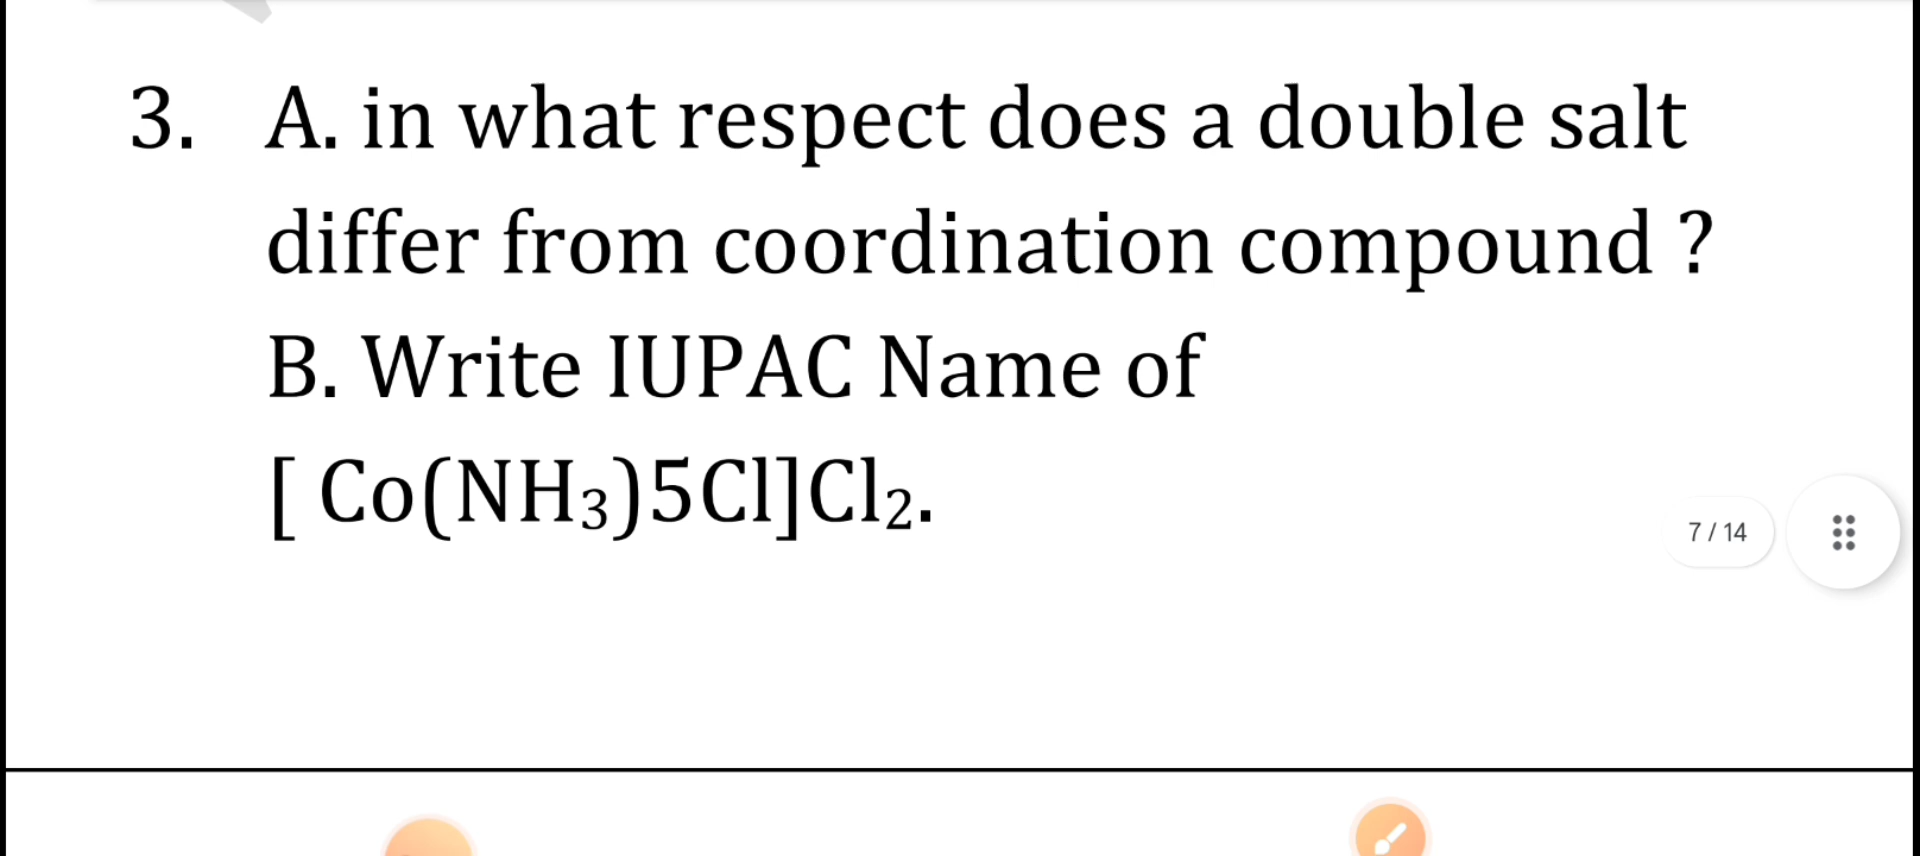 3. A. in what respect does a double salt
differ from coordination compound ?
B. Write IUPAC Name of
[ Co(NH₃)5Cl]Cl₂.
7 / 14